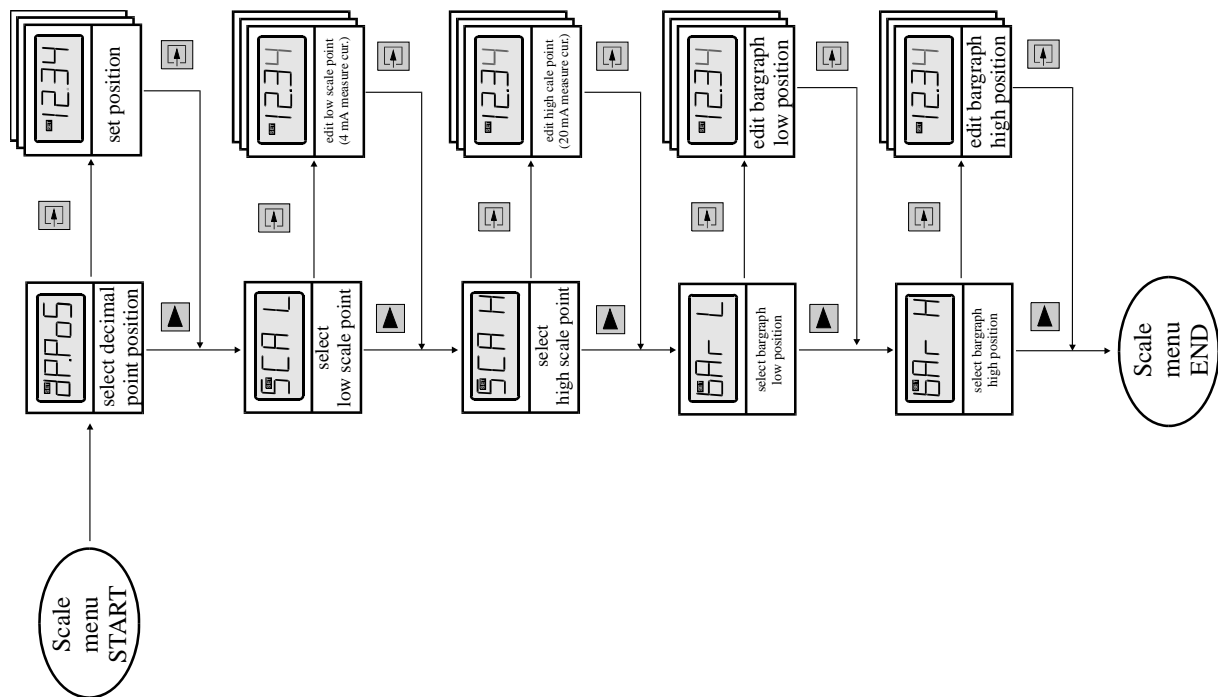 Scale
menu
START
dP.PoS
select decimal
point position
12.34
set position
SCA L
select
low scale point
12.34
edit low scale point
(4 mA measure cur.)
SCA H
select
high scale point
12.34
edit high cale point
(20 mA measure cur.)
bAr L
select bargraph
low position
12.34
edit bargraph
low position
bAr H
select bargraph
high position
12.34
edit bargraph
high position
Scale
menu
END